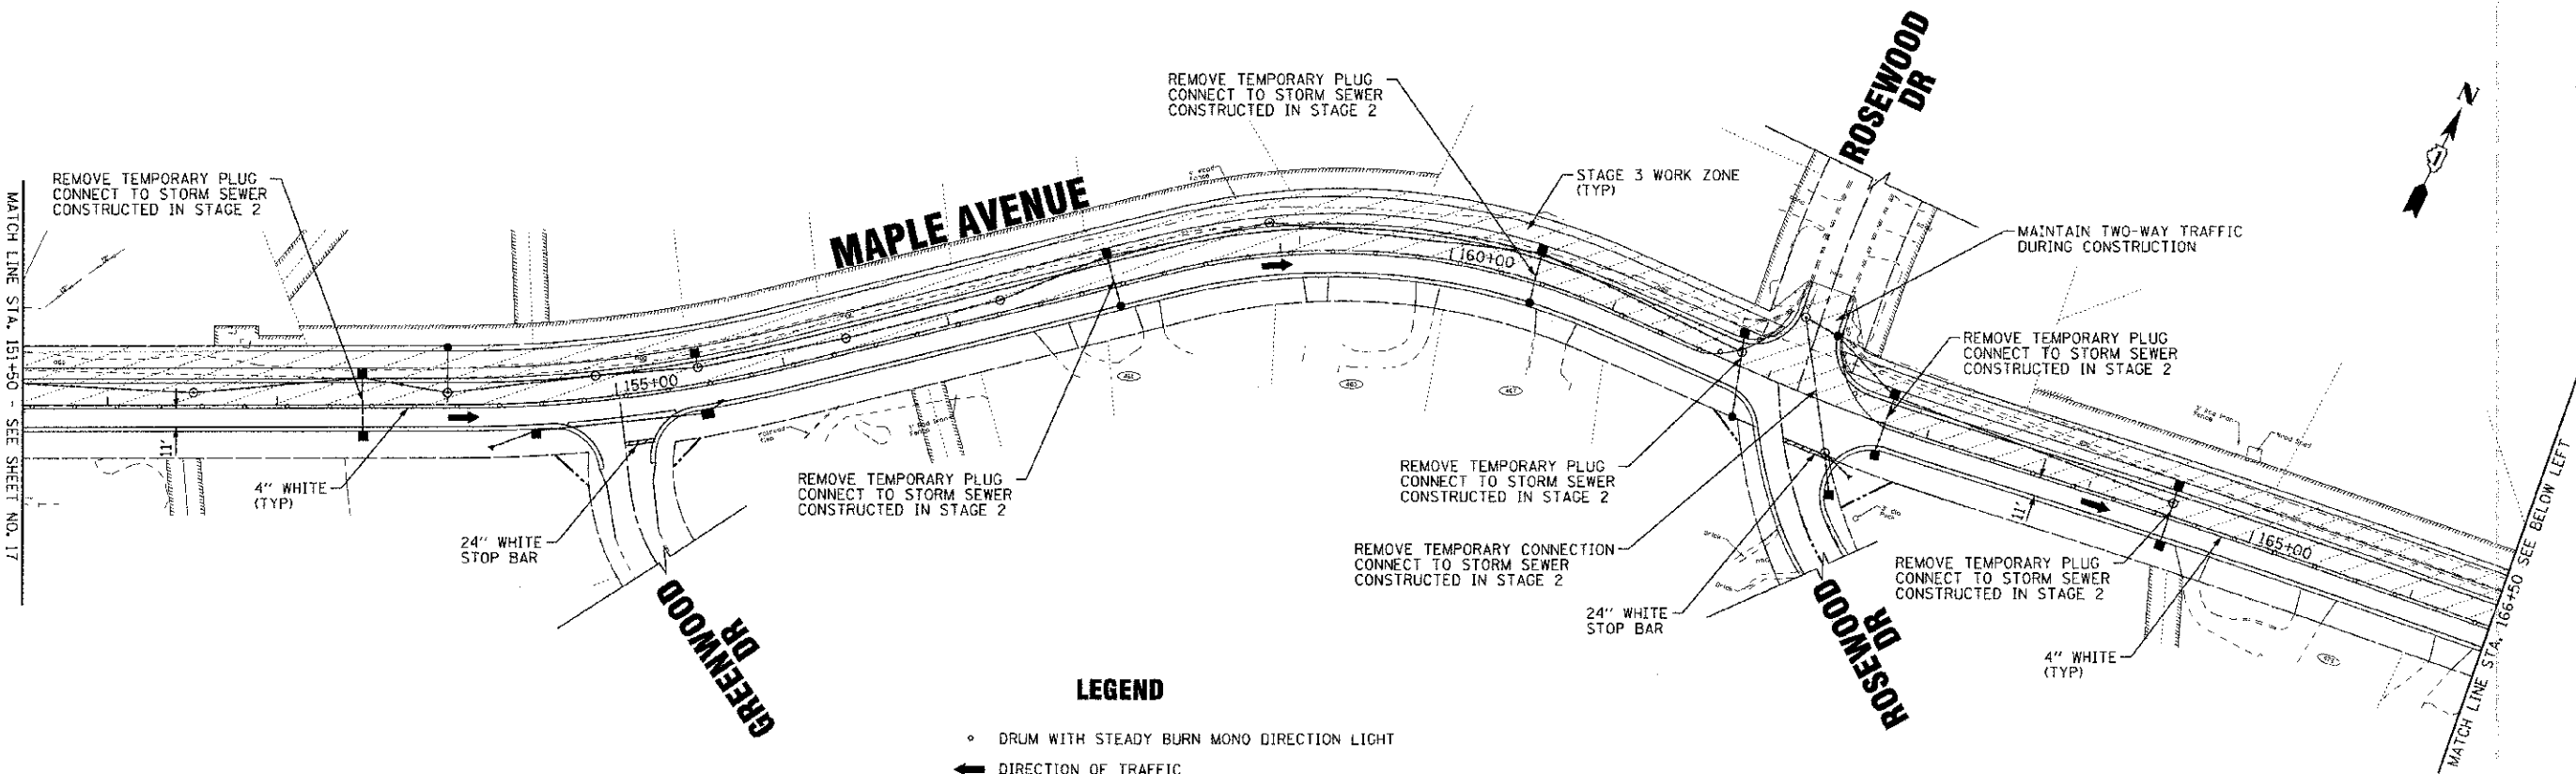 MATCH LINE STA. 151+50 - SEE SHEET NO. 17
REMOVE TEMPORARY PLUG
CONNECT TO STORM SEWER
CONSTRUCTED IN STAGE 2
MAPLE AVENUE
REMOVE TEMPORARY PLUG
CONNECT TO STORM SEWER
CONSTRUCTED IN STAGE 2
STAGE 3 WORK ZONE
(TYP)
ROSEWOOD
DR
N
MAINTAIN TWO-WAY TRAFFIC
DURING CONSTRUCTION
REMOVE TEMPORARY PLUG
CONNECT TO STORM SEWER
CONSTRUCTED IN STAGE 2
155+00
160+00
165+00
11'
4" WHITE
(TYP)
24" WHITE
STOP BAR
GREENWOOD
DR
REMOVE TEMPORARY PLUG
CONNECT TO STORM SEWER
CONSTRUCTED IN STAGE 2
REMOVE TEMPORARY PLUG
CONNECT TO STORM SEWER
CONSTRUCTED IN STAGE 2
REMOVE TEMPORARY CONNECTION
CONNECT TO STORM SEWER
CONSTRUCTED IN STAGE 2
24" WHITE
STOP BAR
ROSEWOOD
DR
11'
REMOVE TEMPORARY PLUG
CONNECT TO STORM SEWER
CONSTRUCTED IN STAGE 2
4" WHITE
(TYP)
MATCH LINE STA. 166+50 SEE BELOW LEFT
LEGEND
DRUM WITH STEADY BURN MONO DIRECTION LIGHT
DIRECTION OF TRAFFIC